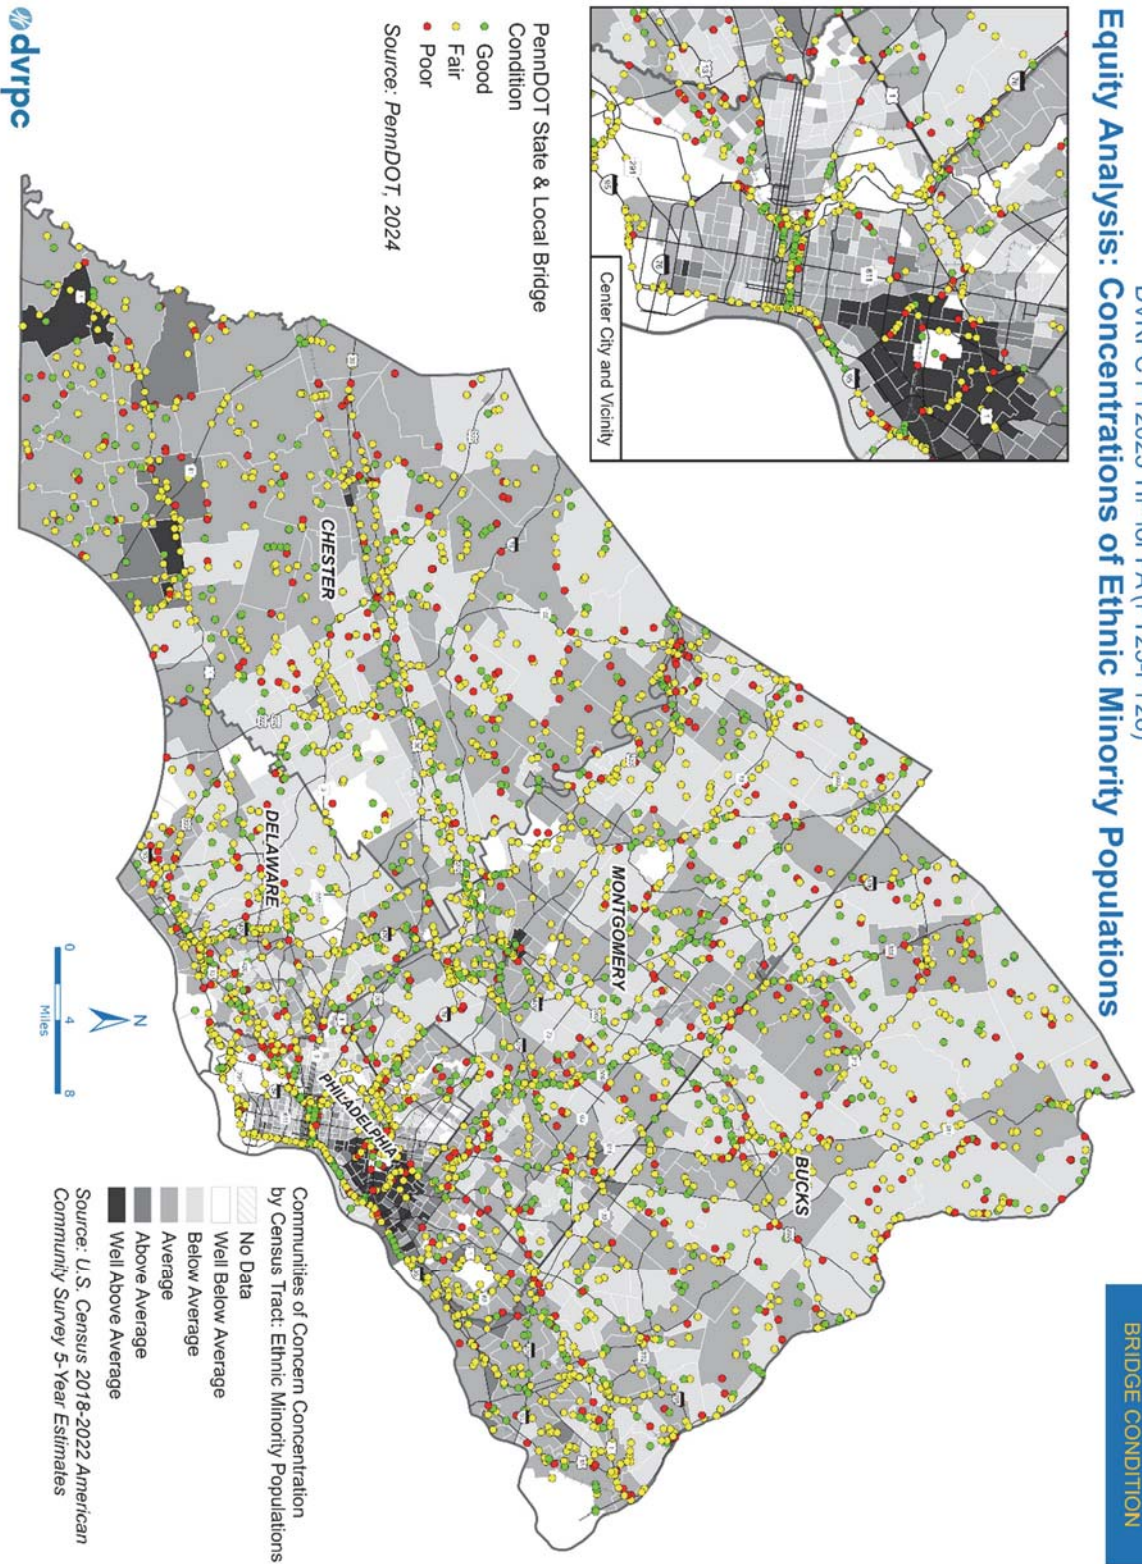 Equity Analysis: Concentrations of Ethnic Minority Populations
BRIDGE CONDITION
Center City and Vicinity
PennDOT State & Local Bridge
Condition
Good
Fair
Poor
Source: PennDOT, 2024
CHESTER
DELAWARE
MONTGOMERY
PHILADELPHIA
BUCKS
N
0 4 8
Miles
Communities of Concern Concentration
by Census Tract: Ethnic Minority Populations
No Data
Well Below Average
Below Average
Average
Above Average
Well Above Average
Source: U.S. Census 2018-2022 American
Community Survey 5-Year Estimates
dvrpc